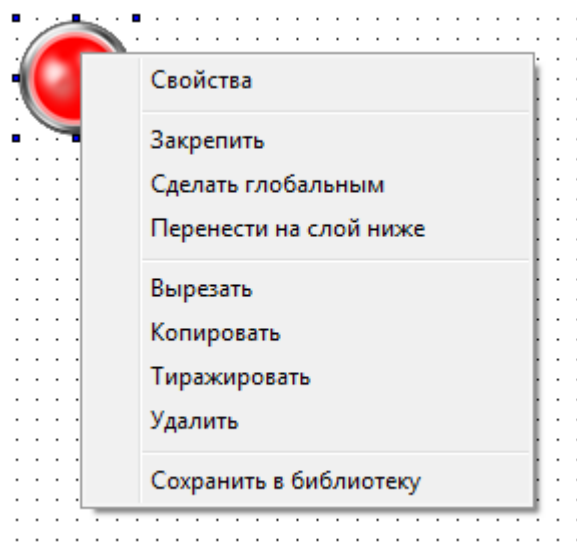 Свойства
Закрепить
Сделать глобальным
Перенести на слой ниже
Вырезать
Копировать
Тиражировать
Удалить
Сохранить в библиотеку